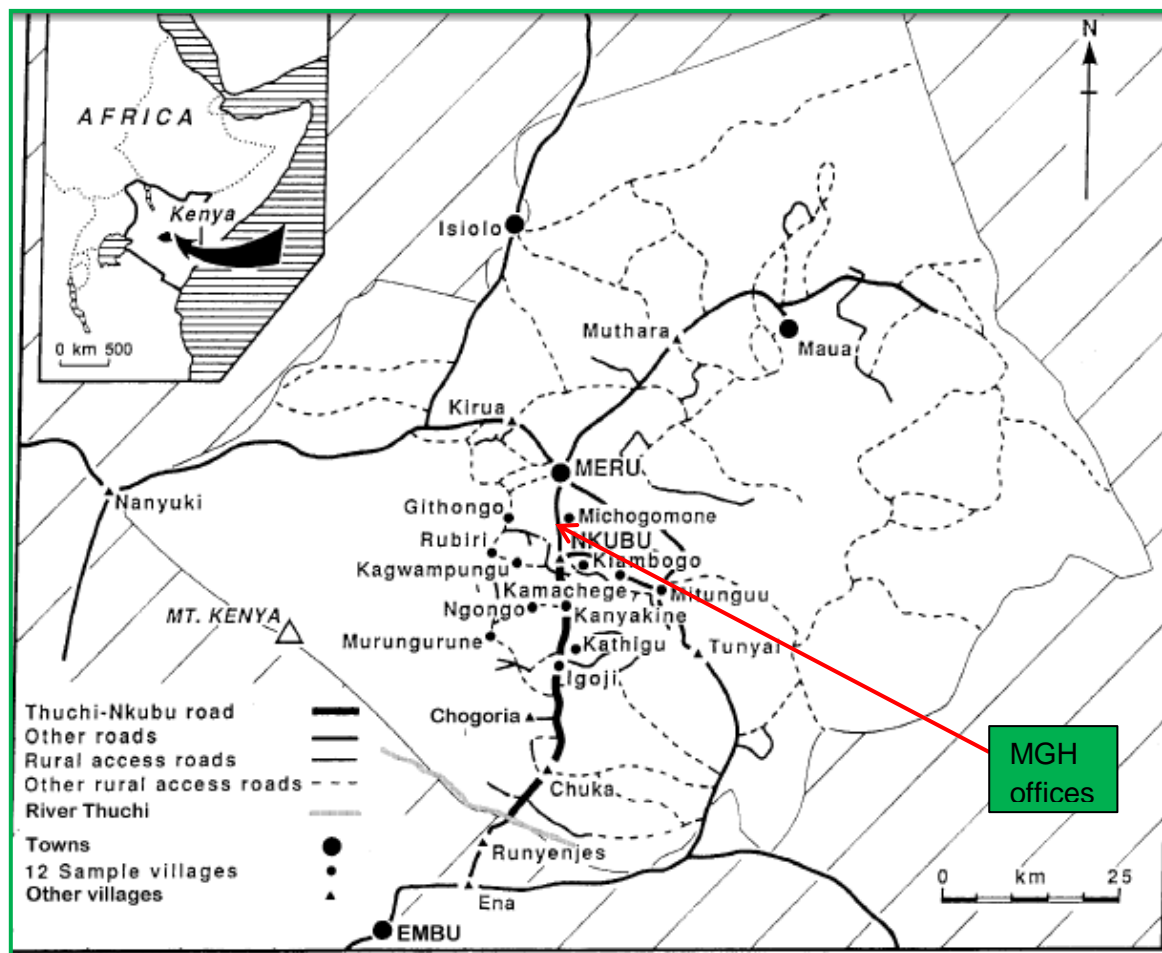 AFRICA
Kenya
0 km 500
N
Isiolo
Muthara
Maua
Kirua
MERU
Nanyuki
Githongo
Michogomone
Rubiri
NKUBU
Kagwampungu
Kiambogo
Kamachege
Mitunguu
MT. KENYA
Ngongo
Kanyakine
Murungurune
Kathigu
Tunyai
Igoji
Chogoria
Chuka
Runyenjes
Ena
EMBU
MGH
offices
Thuchi-Nkubu road
Other roads
Rural access roads
Other rural access roads
River Thuchi
Towns
12 Sample villages
Other villages
0 km 25